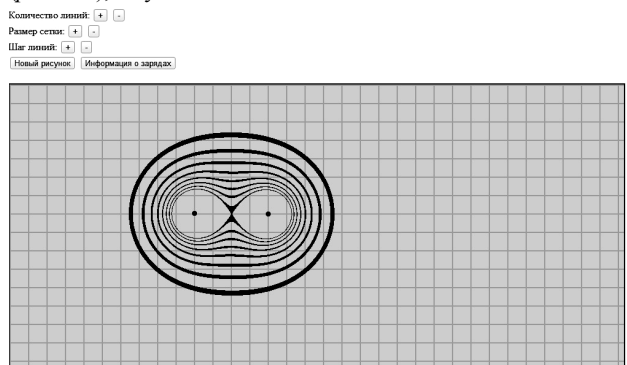 Количество линий: + -
Размер сетки: + -
Шаг линий: + -
Новый рисунок Информация о зарядах